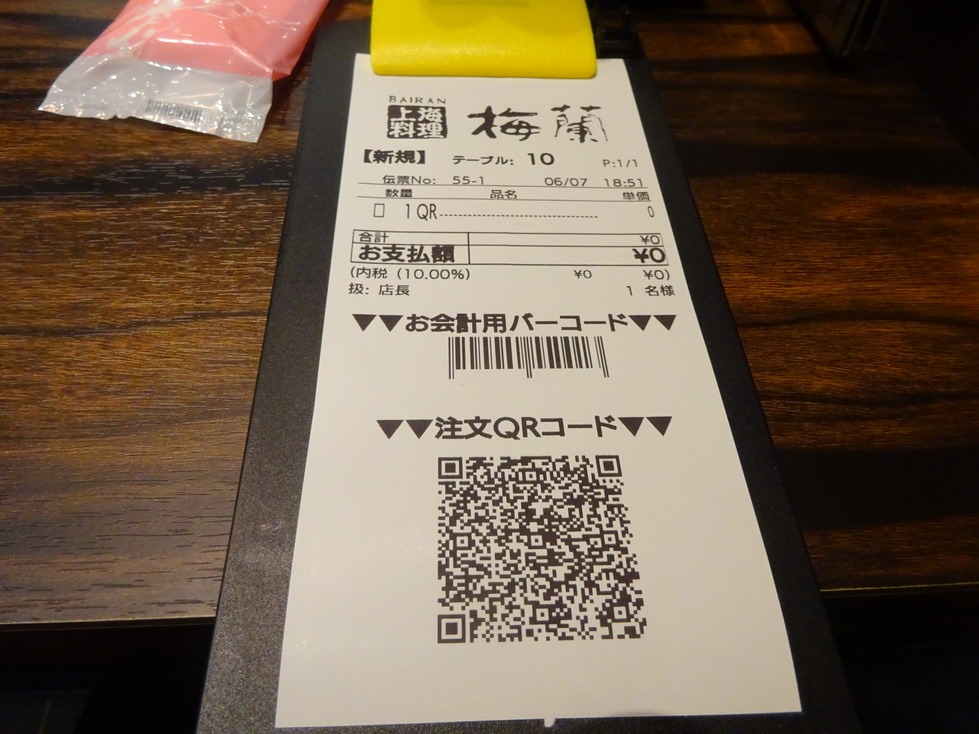 BAIRAN
上海料理 梅蘭
【新規】 テーブル: 10 P:1/1
伝票No: 55-1 06/07 18:51
数量 品名 単価
□ 1 QR 0
合計 ¥0
お支払額 ¥0
(内税 (10.00%) ¥0 ¥0)
扱: 店長 1 名様
▼▼お会計用バーコード▼▼
▼▼注文QRコード▼▼